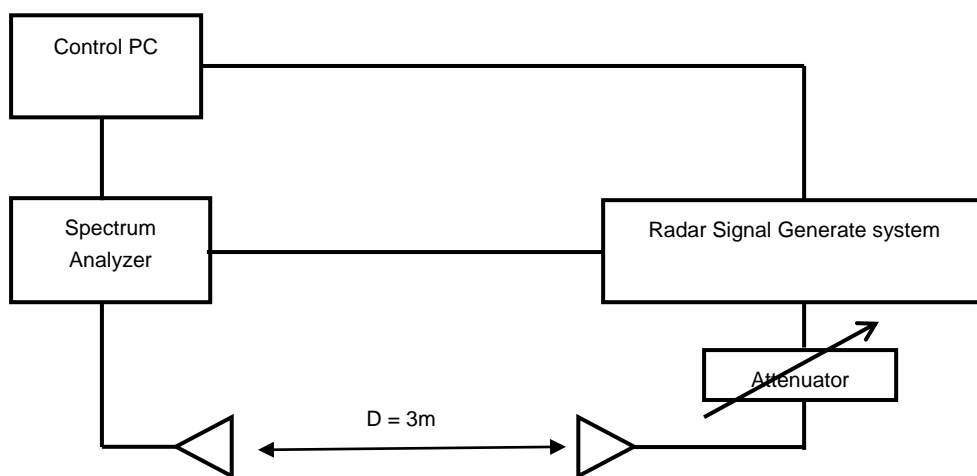 Control PC
Spectrum
Analyzer
Radar Signal Generate system
Attenuator
D = 3m